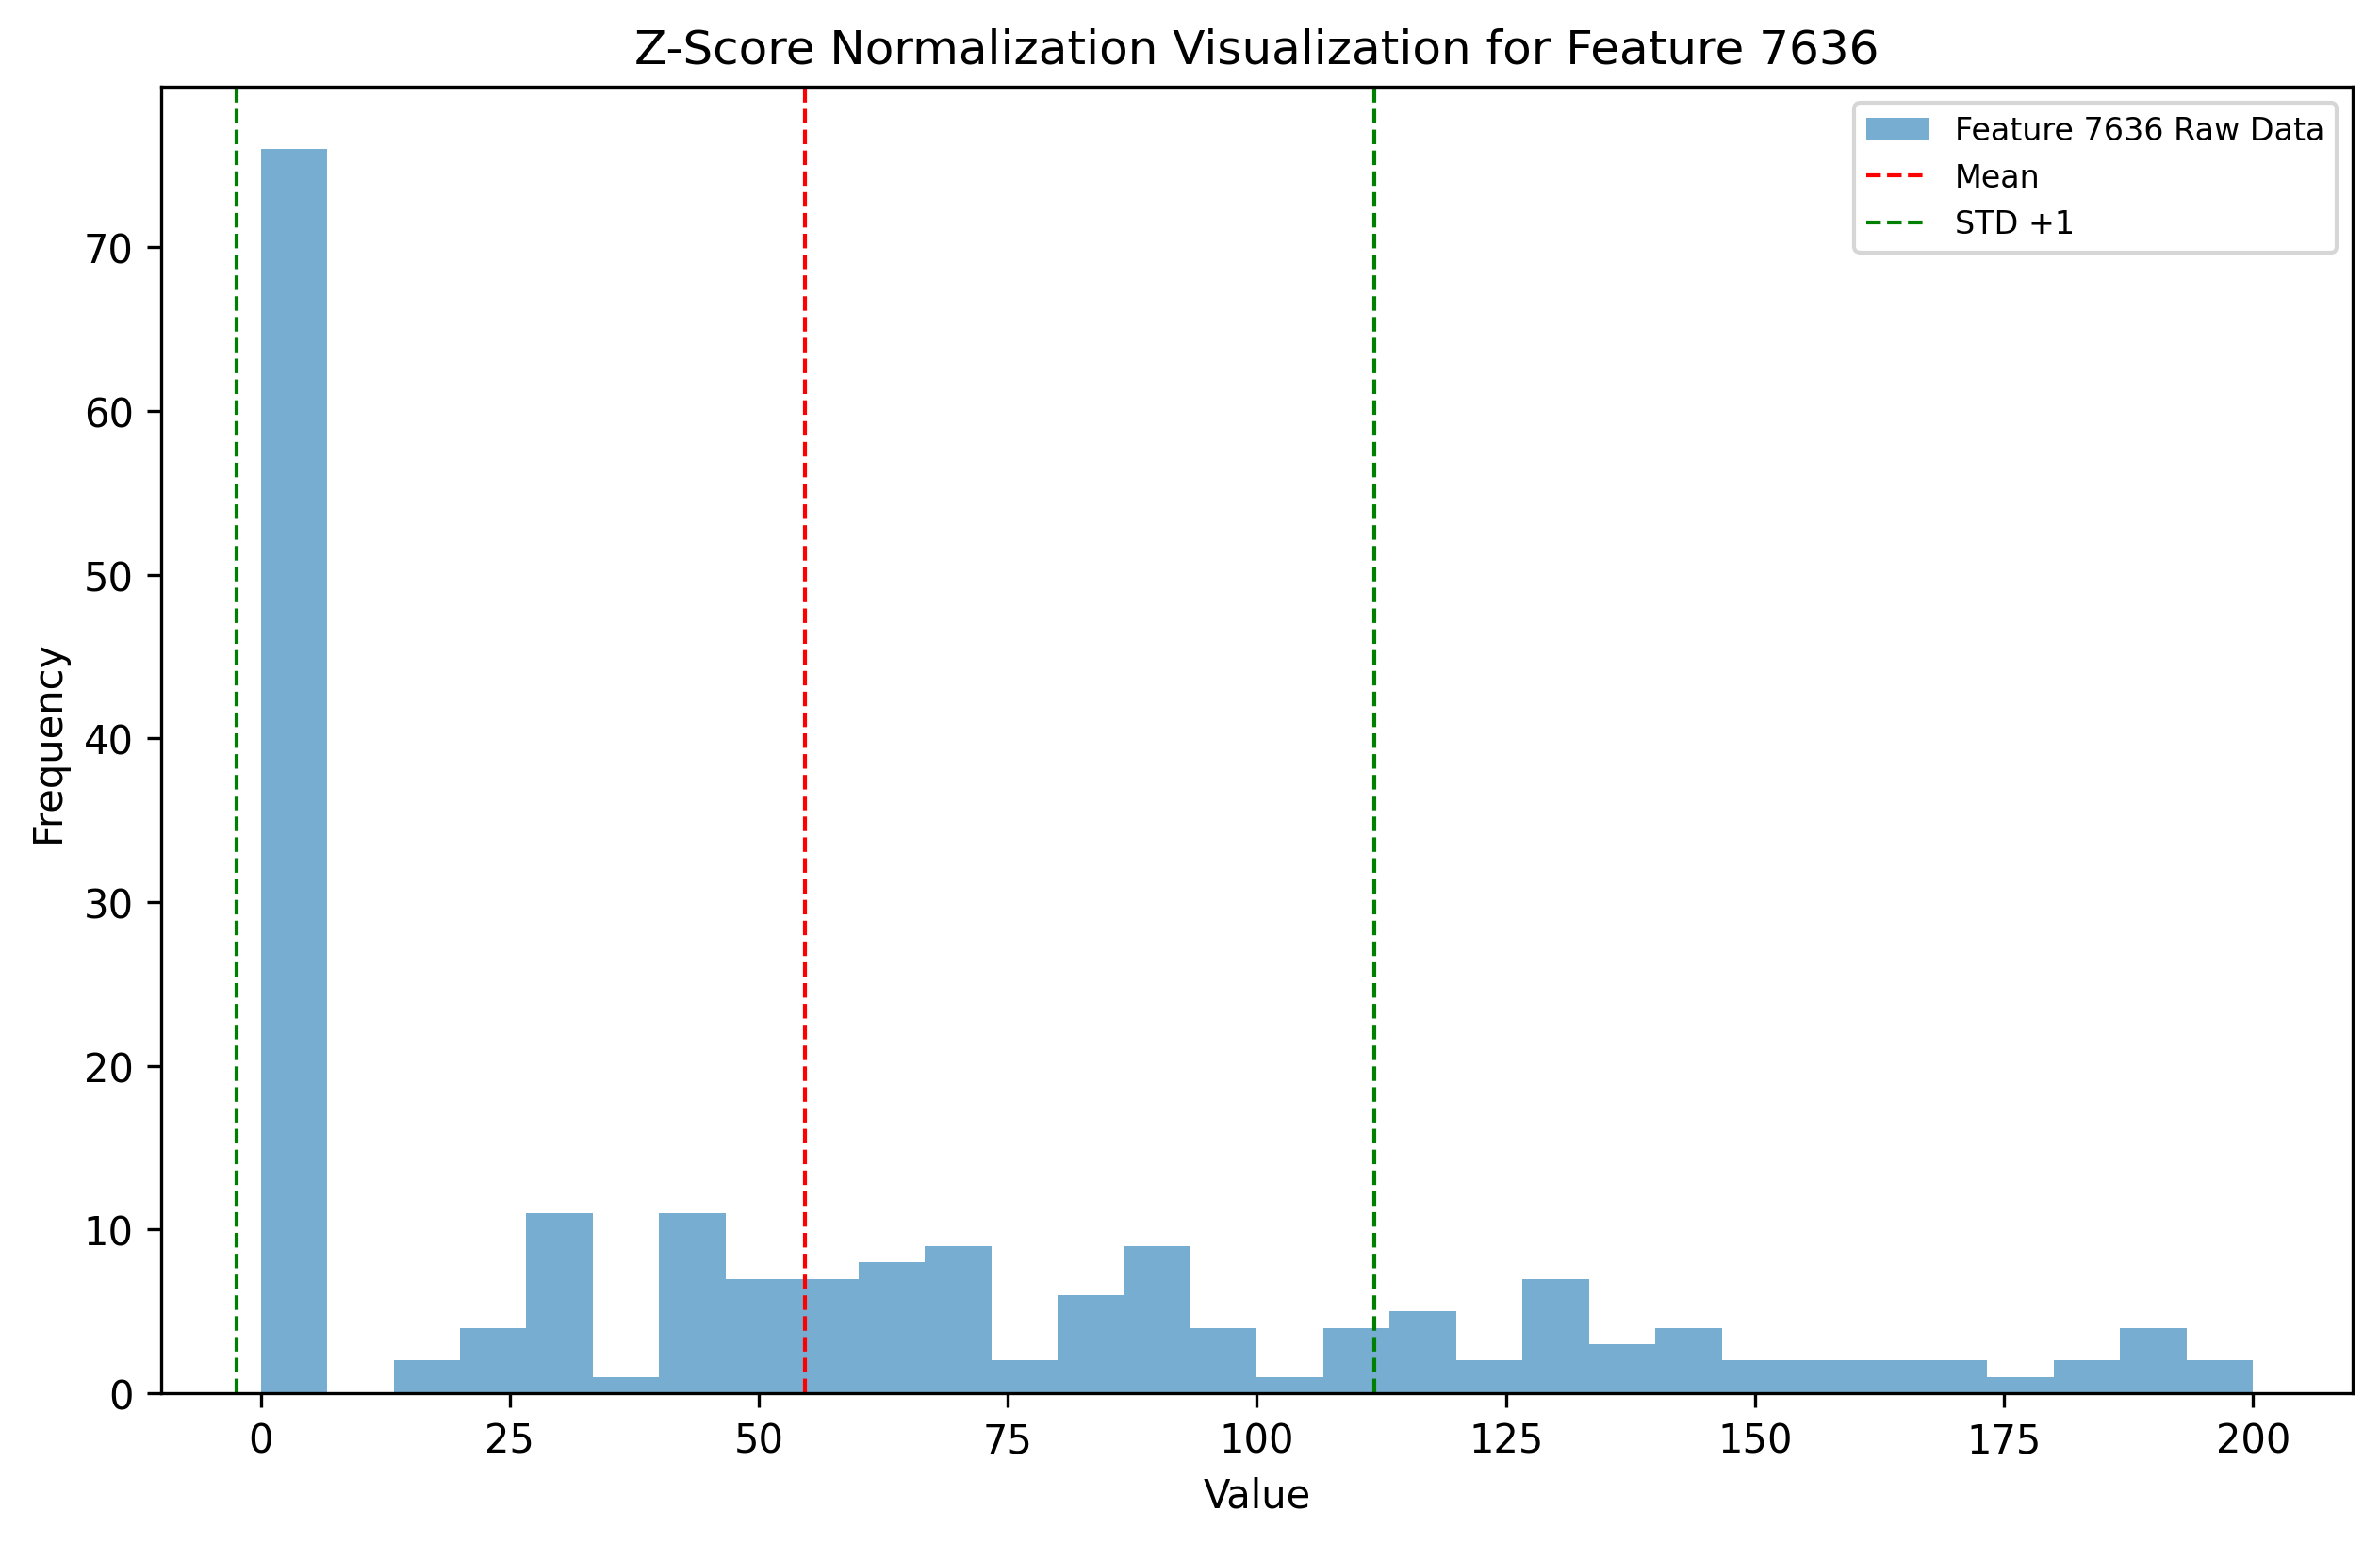 Z-Score Normalization Visualization for Feature 7636
Feature 7636 Raw Data
Mean
STD +1
70
60
50
40
30
20
10
0
Frequency
0 25 50 75 100 125 150 175 200
Value